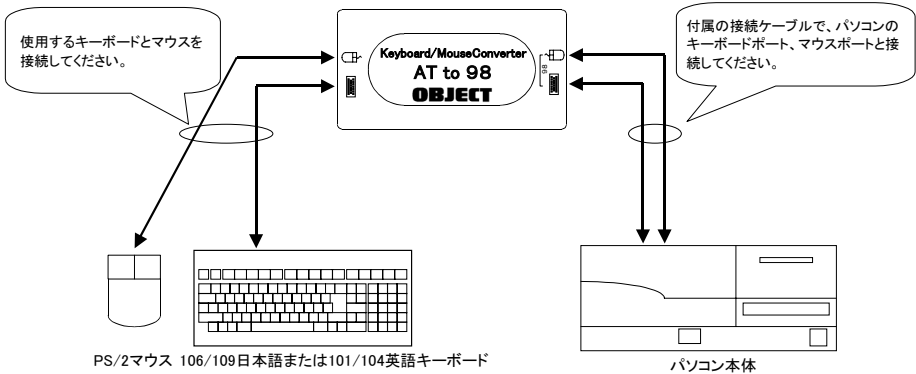 使用するキーボードとマウスを
接続してください。
Keyboard/MouseConverter
AT to 98
OBJECT
98
付属の接続ケーブルで、パソコンの
キーボードポート、マウスポートと接
続してください。
PS/2マウス 106/109日本語または101/104英語キーボード
パソコン本体